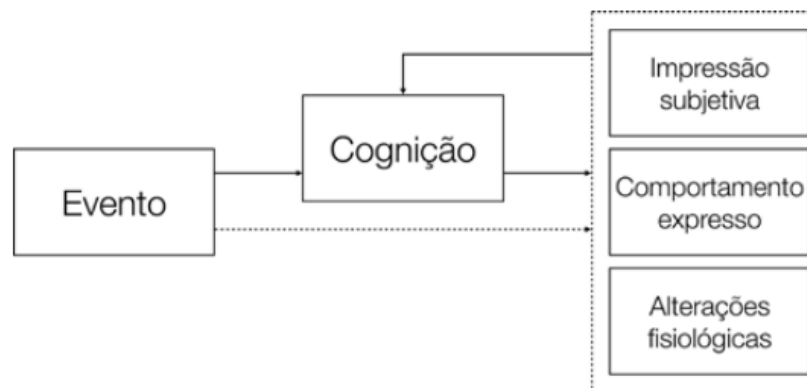 Evento
Cognição
Impressão
subjetiva
Comportamento
expresso
Alterações
fisiológicas